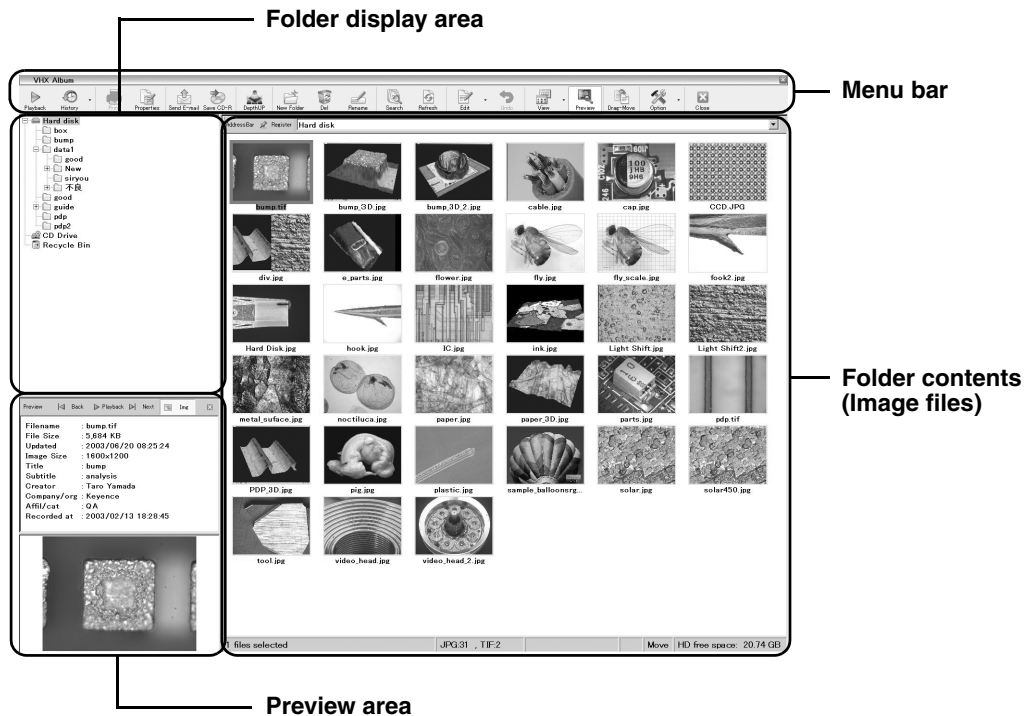 Folder display area
VHX Album
Playback History Print Properties Send E-mail Save CD-R DepthUP New Folder Del Rename Search Refresh Edit Undo View Preview Drag-Move Option Close
Menu bar
Hard disk
box
bump
data1
good
New
siryou
不良
good
guide
pdp
pdp2
CD Drive
Recycle Bin
AddressBar Register Hard disk
bump.tif bump_3D.jpg bump_3D_2.jpg cable.jpg cap.jpg CCD.JPG
div.jpg e_parts.jpg flower.jpg fly.jpg fly_scale.jpg fook2.jpg
Hard Disk.jpg hook.jpg IC.jpg ink.jpg Light Shift.jpg Light Shift2.jpg
metal_suface.jpg noctiluca.jpg paper.jpg paper_3D.jpg parts.jpg pdp.tif
PDP_3D.jpg pig.jpg plastic.jpg sample_balloonsrg... solar.jpg solar450.jpg
tool.jpg video_head.jpg video_head_2.jpg
Folder contents
(Image files)
Preview Back Playback Next Img
Filename : bump.tif
File Size : 5,684 KB
Updated : 2003/06/20 08:25:24
Image Size : 1600x1200
Title : bump
Subtitle : analysis
Creator : Taro Yamada
Company/org : Keyence
Affil/cat : QA
Recorded at : 2003/02/13 18:28:45
1 files selected JPG:31 , TIF:2 Move HD free space: 20.74 GB
Preview area